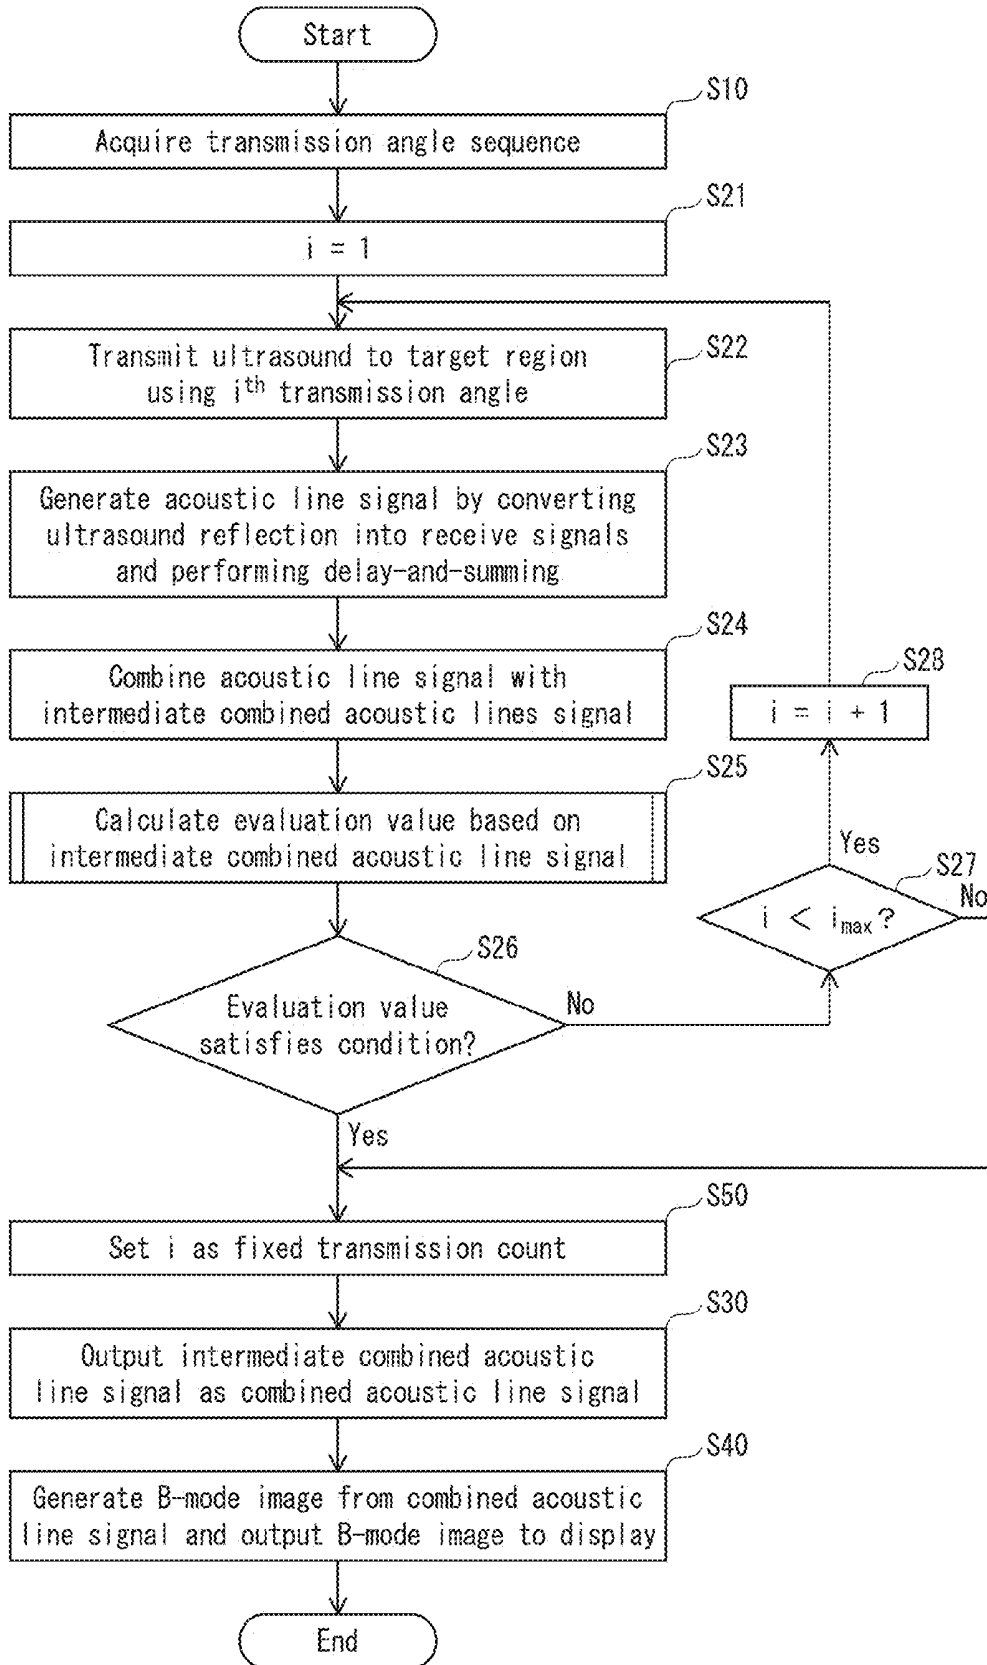 Start
S10
Acquire transmission angle sequence
S21
i = 1
S22
Transmit ultrasound to target region
using ith transmission angle
S23
Generate acoustic line signal by converting
ultrasound reflection into receive signals
and performing delay-and-summing
S24
Combine acoustic line signal with
intermediate combined acoustic lines signal
S28
i = i + 1
S25
Calculate evaluation value based on
intermediate combined acoustic line signal
Yes
S27
No
i < imax?
S26
Evaluation value
satisfies condition?
No
Yes
S50
Set i as fixed transmission count
S30
Output intermediate combined acoustic
line signal as combined acoustic line signal
S40
Generate B-mode image from combined acoustic
line signal and output B-mode image to display
End